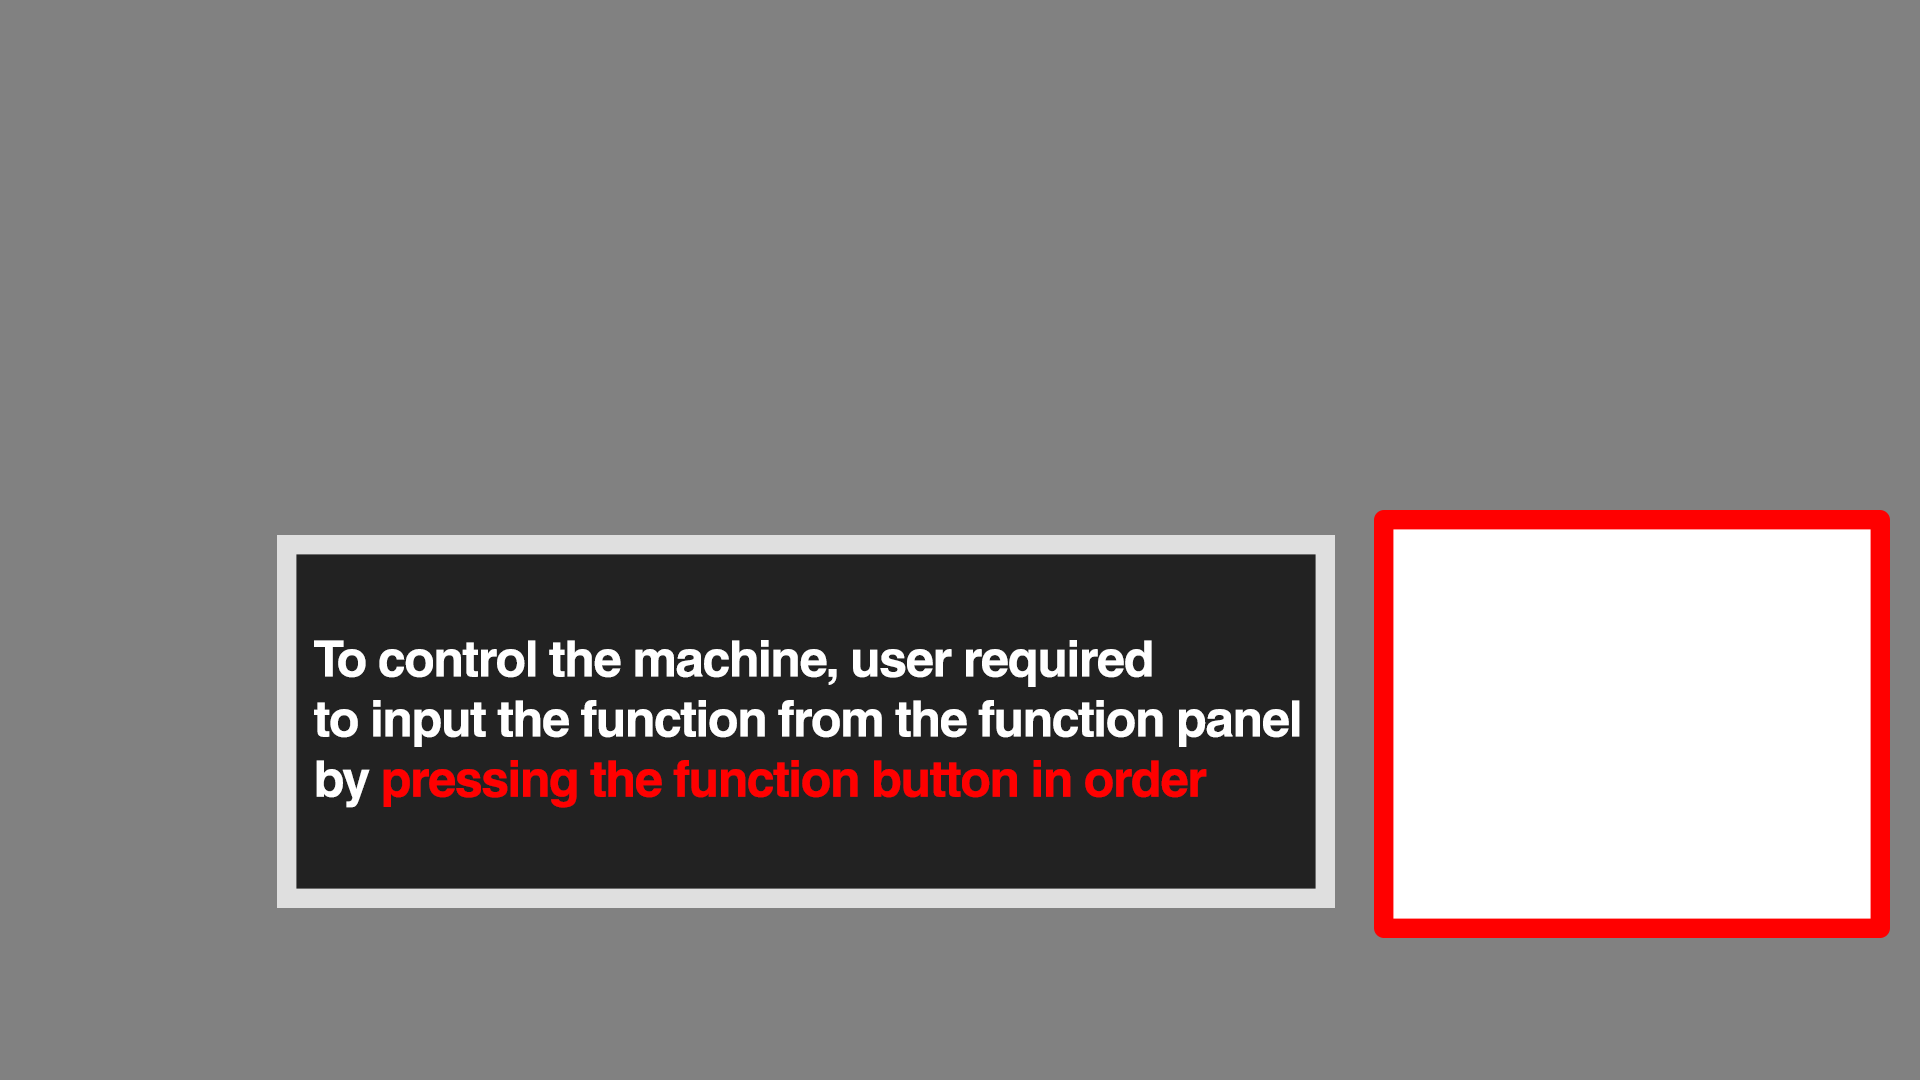 To control the machine, user required
to input the function from the function panel
by pressing the function button in order